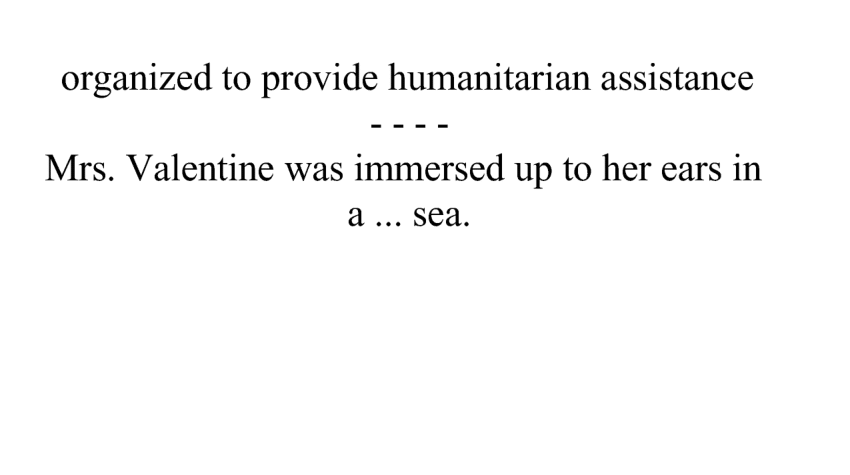 organized to provide humanitarian assistance
- - - -
Mrs. Valentine was immersed up to her ears in
a ... sea.